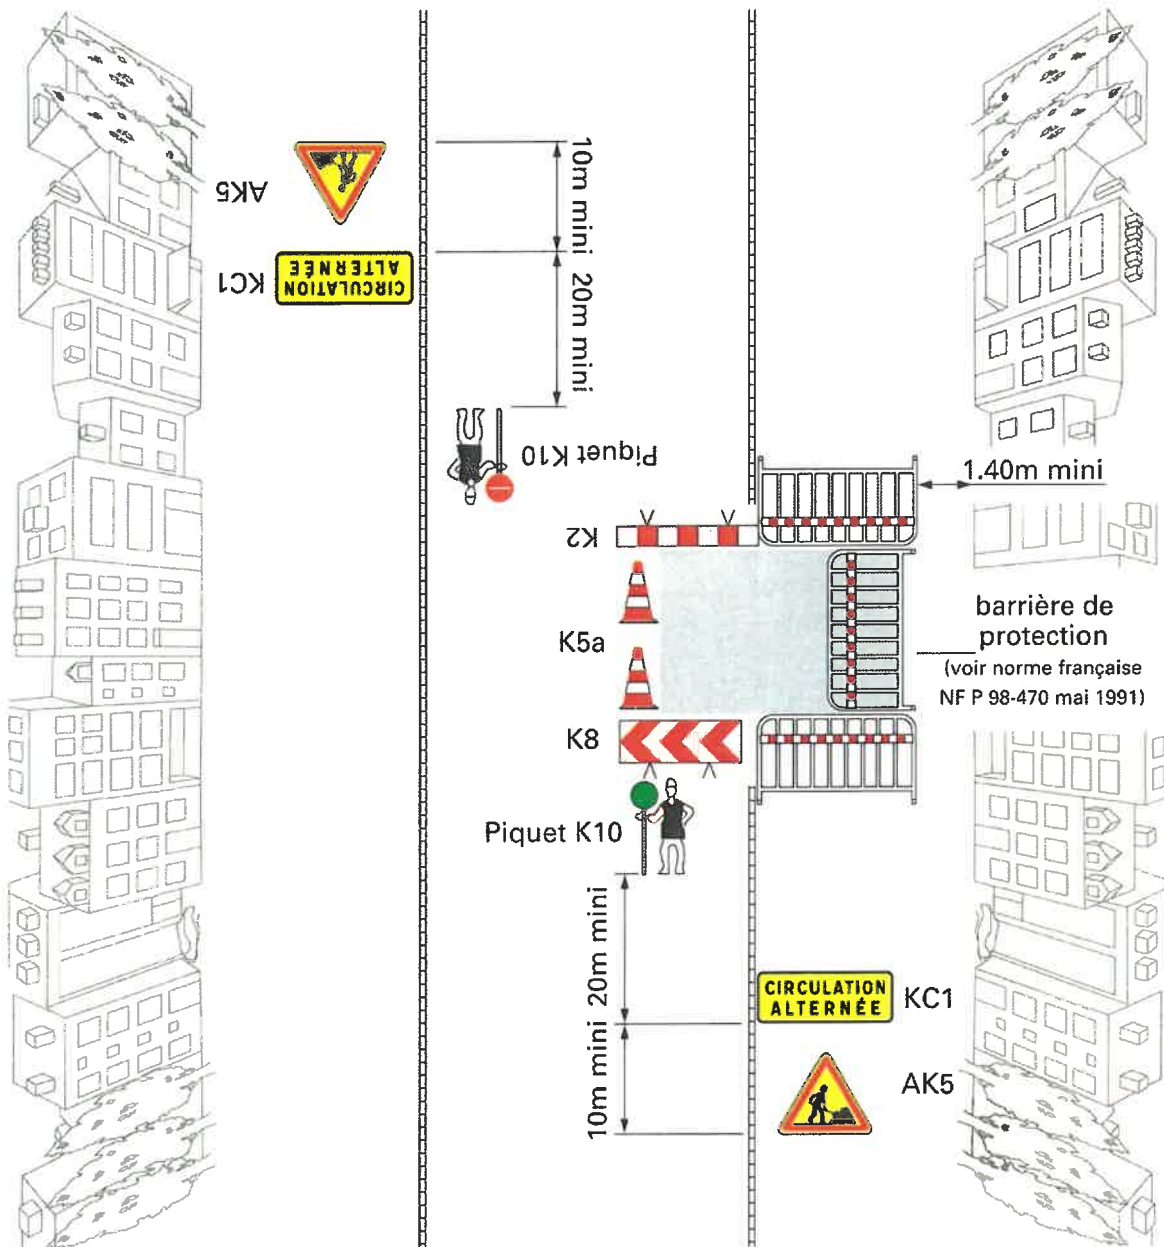 AK5
10m mini
KC1
CIRCULATION
ALTERNÉE
20m mini
Piquet K10
1.40m mini
K2
barrière de
protection
(voir norme française
NF P 98-470 mai 1991)
K5a
K8
Piquet K10
20m mini
CIRCULATION
ALTERNÉE
KC1
10m mini
AK5